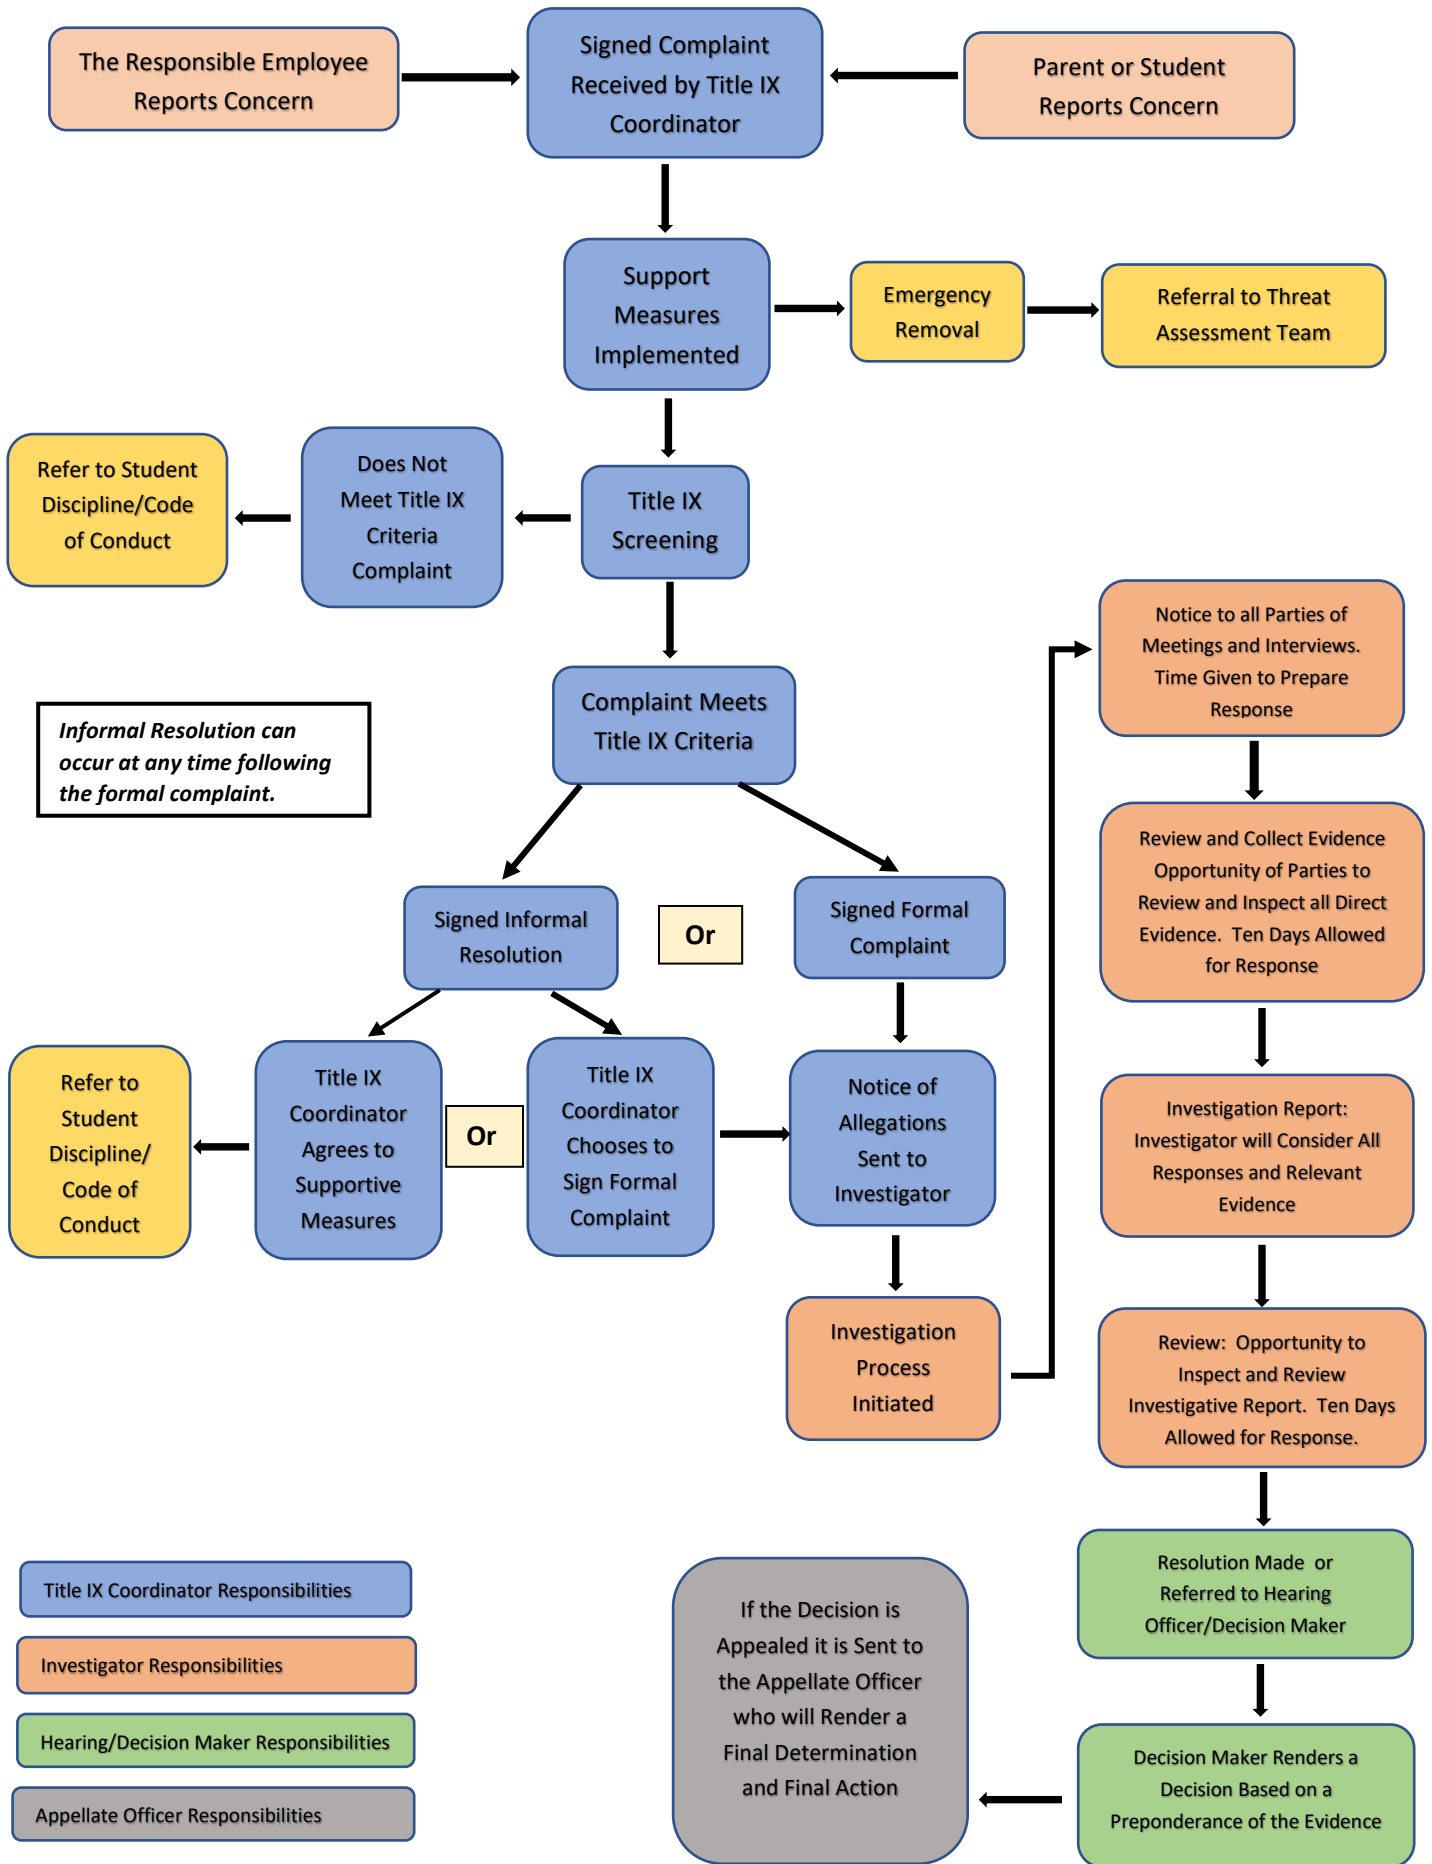 The Responsible Employee
Reports Concern
Signed Complaint
Received by Title IX
Coordinator
Parent or Student
Reports Concern
Support
Measures
Implemented
Emergency
Removal
Referral to Threat
Assessment Team
Refer to Student
Discipline/Code
of Conduct
Does Not
Meet Title IX
Criteria
Complaint
Title IX
Screening
Complaint Meets
Title IX Criteria
Informal Resolution can
occur at any time following
the formal complaint.
Signed Informal
Resolution
Or
Signed Formal
Complaint
Refer to
Student
Discipline/
Code of
Conduct
Title IX
Coordinator
Agrees to
Supportive
Measures
Or
Title IX
Coordinator
Chooses to
Sign Formal
Complaint
Notice of
Allegations
Sent to
Investigator
Investigation
Process
Initiated
Notice to all Parties of
Meetings and Interviews.
Time Given to Prepare
Response
Review and Collect Evidence
Opportunity of Parties to
Review and Inspect all Direct
Evidence.  Ten Days Allowed
for Response
Investigation Report:
Investigator will Consider All
Responses and Relevant
Evidence
Review:  Opportunity to
Inspect and Review
Investigative Report.  Ten Days
Allowed for Response.
Resolution Made  or
Referred to Hearing
Officer/Decision Maker
Decision Maker Renders a
Decision Based on a
Preponderance of the Evidence
If the Decision is
Appealed it is Sent to
the Appellate Officer
who will Render a
Final Determination
and Final Action
Title IX Coordinator Responsibilities
Investigator Responsibilities
Hearing/Decision Maker Responsibilities
Appellate Officer Responsibilities